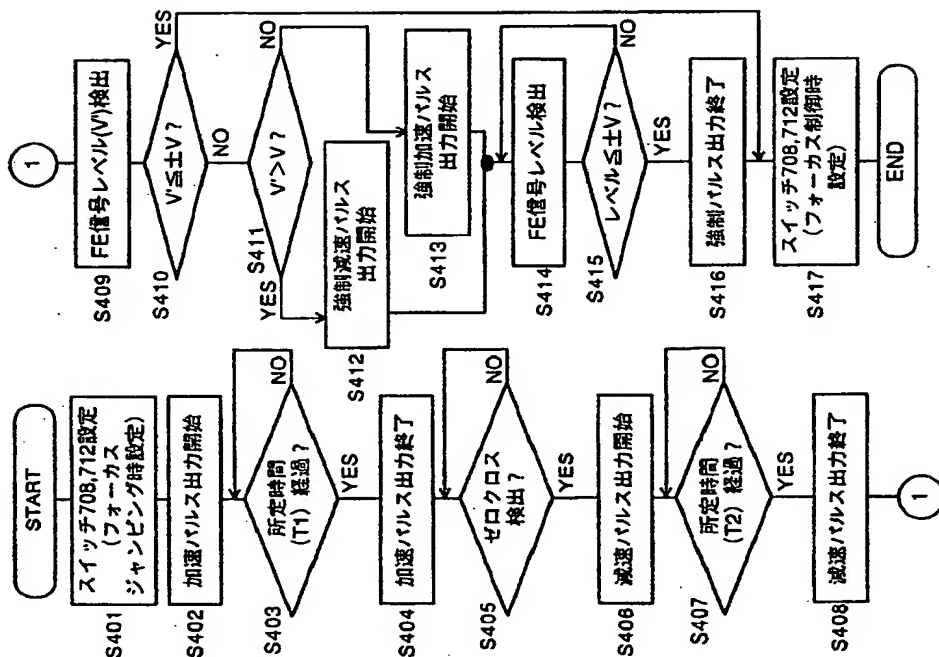 START
スイッチ708,712設定
(フォーカス
ジャンピング時設定)
S401
加速パルス出力開始
S402
所定時間
(T1) 経過?
NO
S403
YES
加速パルス出力終了
S404
ゼロクロス
検出?
NO
S405
YES
減速パルス出力開始
S406
所定時間
(T2) 経過?
NO
S407
YES
減速パルス出力終了
S408
1
1
FE信号レベル(V')検出
S409
V'≦±V?
YES
S410
NO
V'>V?
NO
S411
YES
強制減速パルス
出力開始
S412
強制加速パルス
出力開始
S413
FE信号レベル検出
S414
レベル≦±V?
NO
S415
YES
強制パルス出力終了
S416
スイッチ708,712設定
(フォーカス制御時
設定)
S417
END